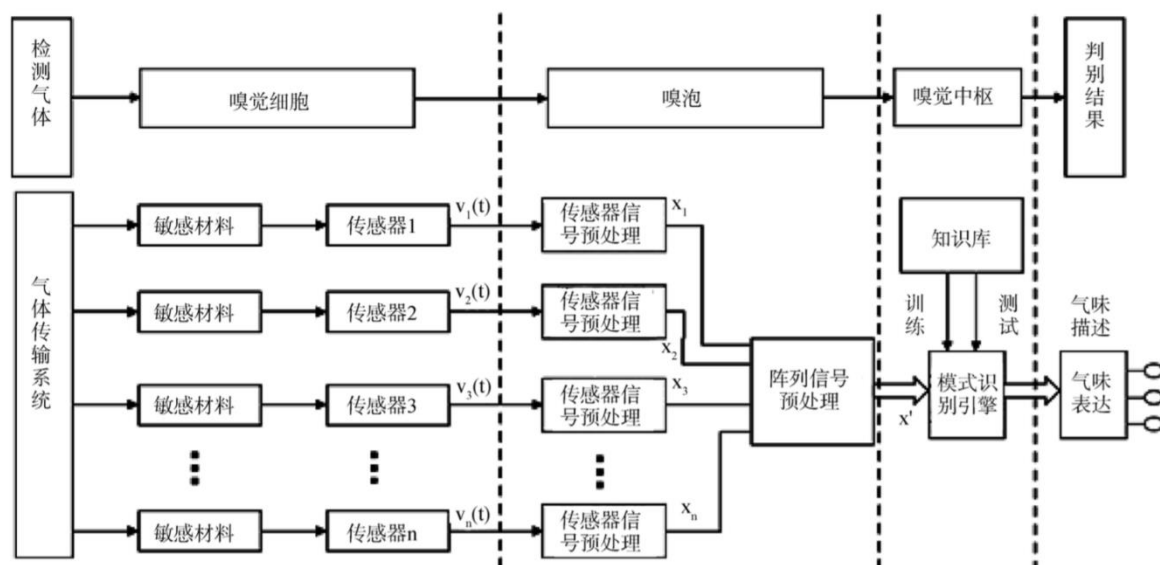 检测气体
嗅觉细胞
嗅泡
嗅觉中枢
判别结果
气体传输系统
敏感材料
传感器1
v₁(t)
传感器信
号预处理
x₁
敏感材料
传感器2
v₂(t)
传感器信
号预处理
x₂
敏感材料
传感器3
v₃(t)
传感器信
号预处理
x₃
敏感材料
传感器n
vₙ(t)
传感器信
号预处理
xₙ
阵列信号
预处理
x'
知识库
训练
测试
模式识
别引擎
气味
描述
气味
表达